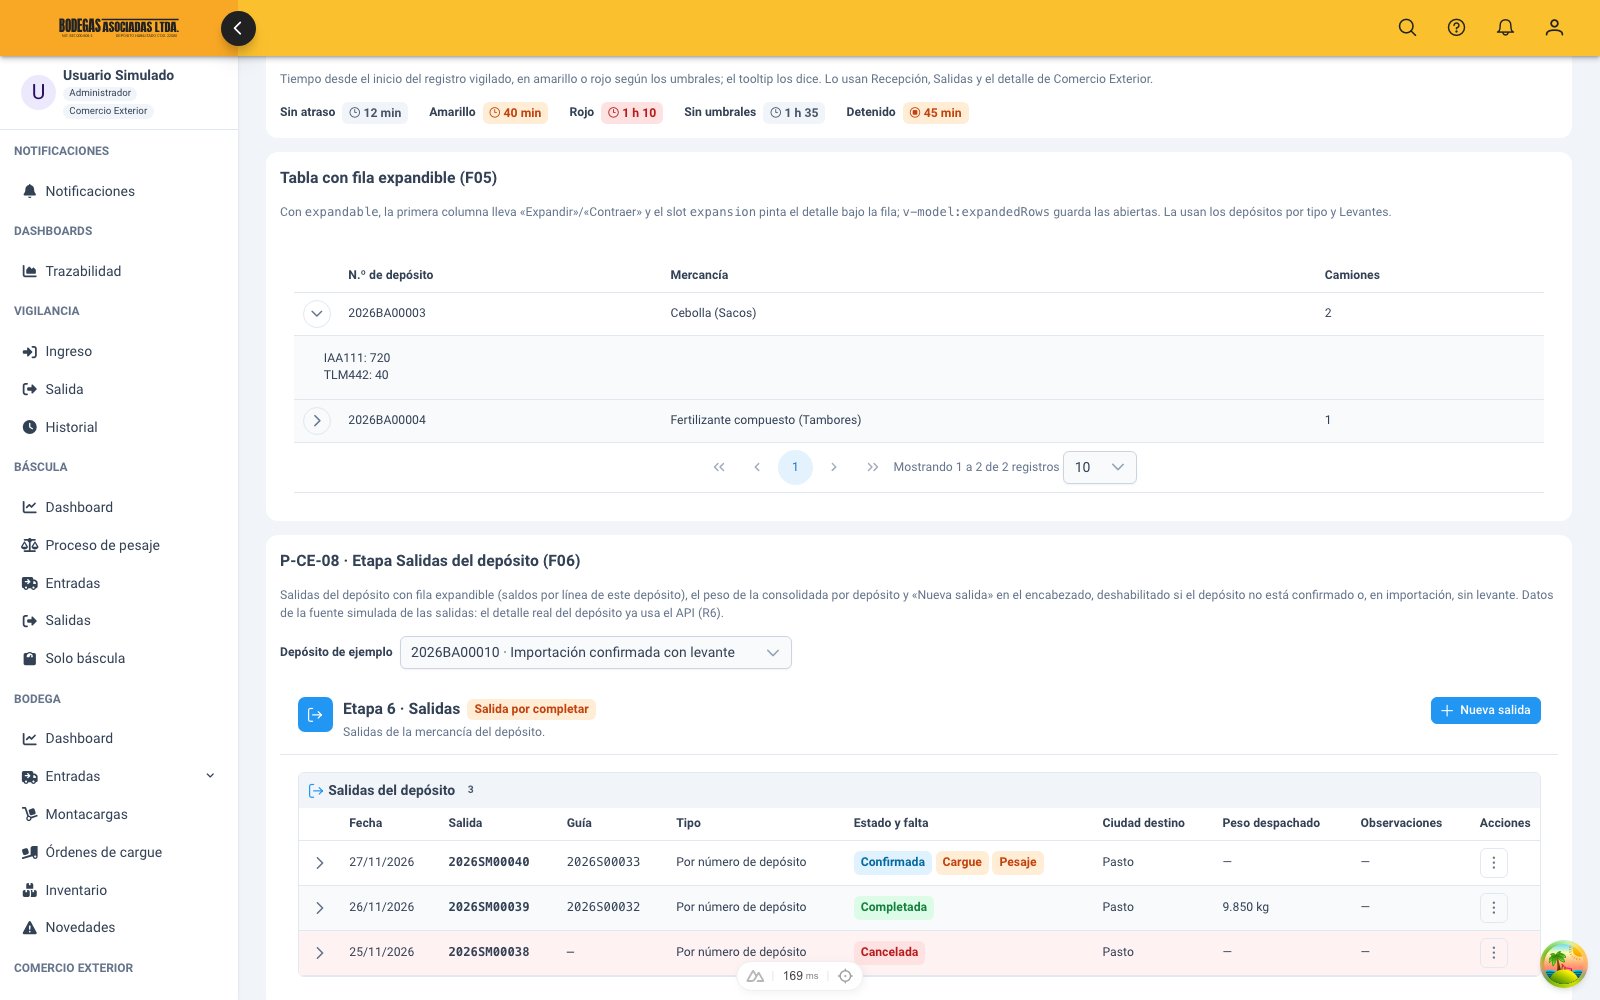 BODEGAS ASOCIADAS LTDA.
Usuario Simulado
U
Administrador
Comercio Exterior
NOTIFICACIONES
Notificaciones
DASHBOARDS
Trazabilidad
VIGILANCIA
Ingreso
Salida
Historial
BÁSCULA
Dashboard
Proceso de pesaje
Entradas
Salidas
Solo báscula
BODEGA
Dashboard
Entradas
Montacargas
Órdenes de cargue
Inventario
Novedades
COMERCIO EXTERIOR
Tiempo desde el inicio del registro vigilado, en amarillo o rojo según los umbrales; el tooltip los dice. Lo usan Recepción, Salidas y el detalle de Comercio Exterior.
Sin atraso 12 min Amarillo 40 min Rojo 1 h 10 Sin umbrales 1 h 35 Detenido 45 min
Tabla con fila expandible (F05)
Con expandable, la primera columna lleva «Expandir»/«Contraer» y el slot expansion pinta el detalle bajo la fila; v-model:expandedRows guarda las abiertas. La usan los depósitos por tipo y Levantes.
N.º de depósito Mercancía Camiones
2026BA00003 Cebolla (Sacos) 2
IAA111: 720
TLM442: 40
2026BA00004 Fertilizante compuesto (Tambores) 1
1 Mostrando 1 a 2 de 2 registros 10
P-CE-08 · Etapa Salidas del depósito (F06)
Salidas del depósito con fila expandible (saldos por línea de este depósito), el peso de la consolidada por depósito y «Nueva salida» en el encabezado, deshabilitado si el depósito no está confirmado o, en importación, sin levante. Datos
de la fuente simulada de las salidas: el detalle real del depósito ya usa el API (R6).
Depósito de ejemplo 2026BA00010 · Importación confirmada con levante
Etapa 6 · Salidas Salida por completar
Salidas de la mercancía del depósito.
Nueva salida
Salidas del depósito 3
Fecha Salida Guía Tipo Estado y falta Ciudad destino Peso despachado Observaciones Acciones
27/11/2026 2026SM00040 2026S00033 Por número de depósito Confirmada Cargue Pesaje Pasto — —
26/11/2026 2026SM00039 2026S00032 Por número de depósito Completada Pasto 9.850 kg —
25/11/2026 2026SM00038 — Por número de depósito Cancelada Pasto — —
169 ms